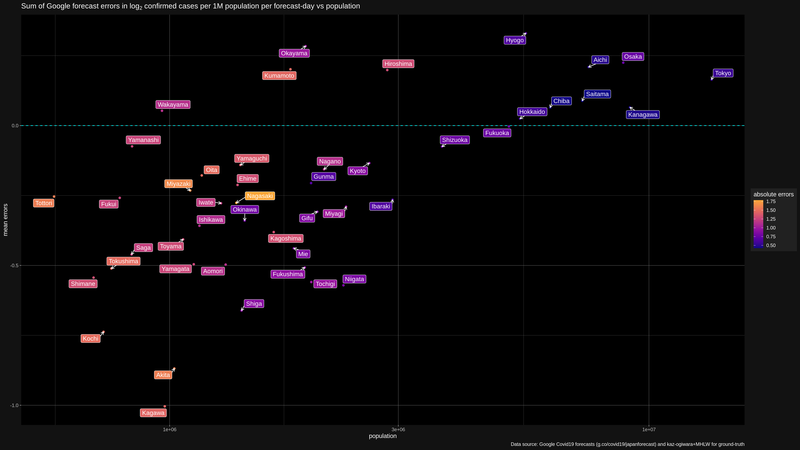 Sum of Google forecast errors in log₂ confirmed cases per 1M population per forecast-day vs population
Hyogo
Okayama
Osaka
Aichi
Hiroshima
Kumamoto
Tokyo
Saitama
Chiba
Wakayama
Hokkaido
Kanagawa
0.0
Fukuoka
Yamanashi
Shizuoka
Yamaguchi
Nagano
Oita
Kyoto
Ehime
Gunma
Miyazaki
Nagasaki
Tottori
Fukui
Iwate
Okinawa
Ibaraki
Miyagi
Gifu
Ishikawa
Kagoshima
Saga
Toyama
Mie
Tokushima
-0.5
Yamagata
Aomori
Fukushima
Niigata
Shimane
Tochigi
Shiga
Kochi
Akita
-1.0
Kagawa
mean errors
1e+06
3e+06
1e+07
population
absolute errors
1.75
1.50
1.25
1.00
0.75
0.50
Data source: Google Covid19 forecasts (g.co/covid19/japanforecast) and kaz-ogiwara+MHLW for ground-truth